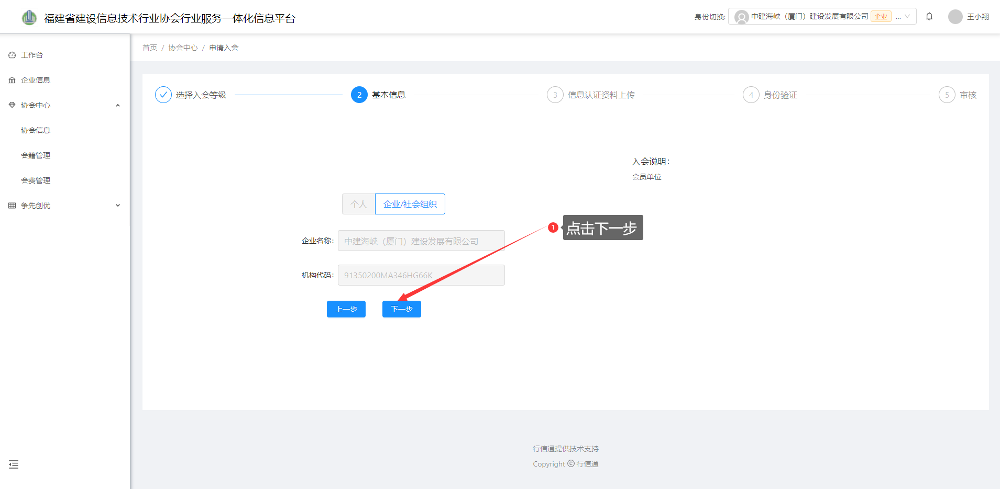 福建省建设信息技术行业协会行业服务一体化信息平台
身份切换: 中建海峡（厦门）建设发展有限公司 企业 ... 王小翔
工作台
企业信息
协会中心
协会信息
会籍管理
会费管理
争先创优
首页 / 协会中心 / 申请入会
选择入会等级 2 基本信息 3 信息认证资料上传 4 身份验证 5 审核
入会说明：
会员单位
个人 企业/社会组织
1 点击下一步
企业名称： 中建海峡（厦门）建设发展有限公司
机构代码： 91350200MA346HG66K
上一步 下一步
行信通提供技术支持
Copyright © 行信通